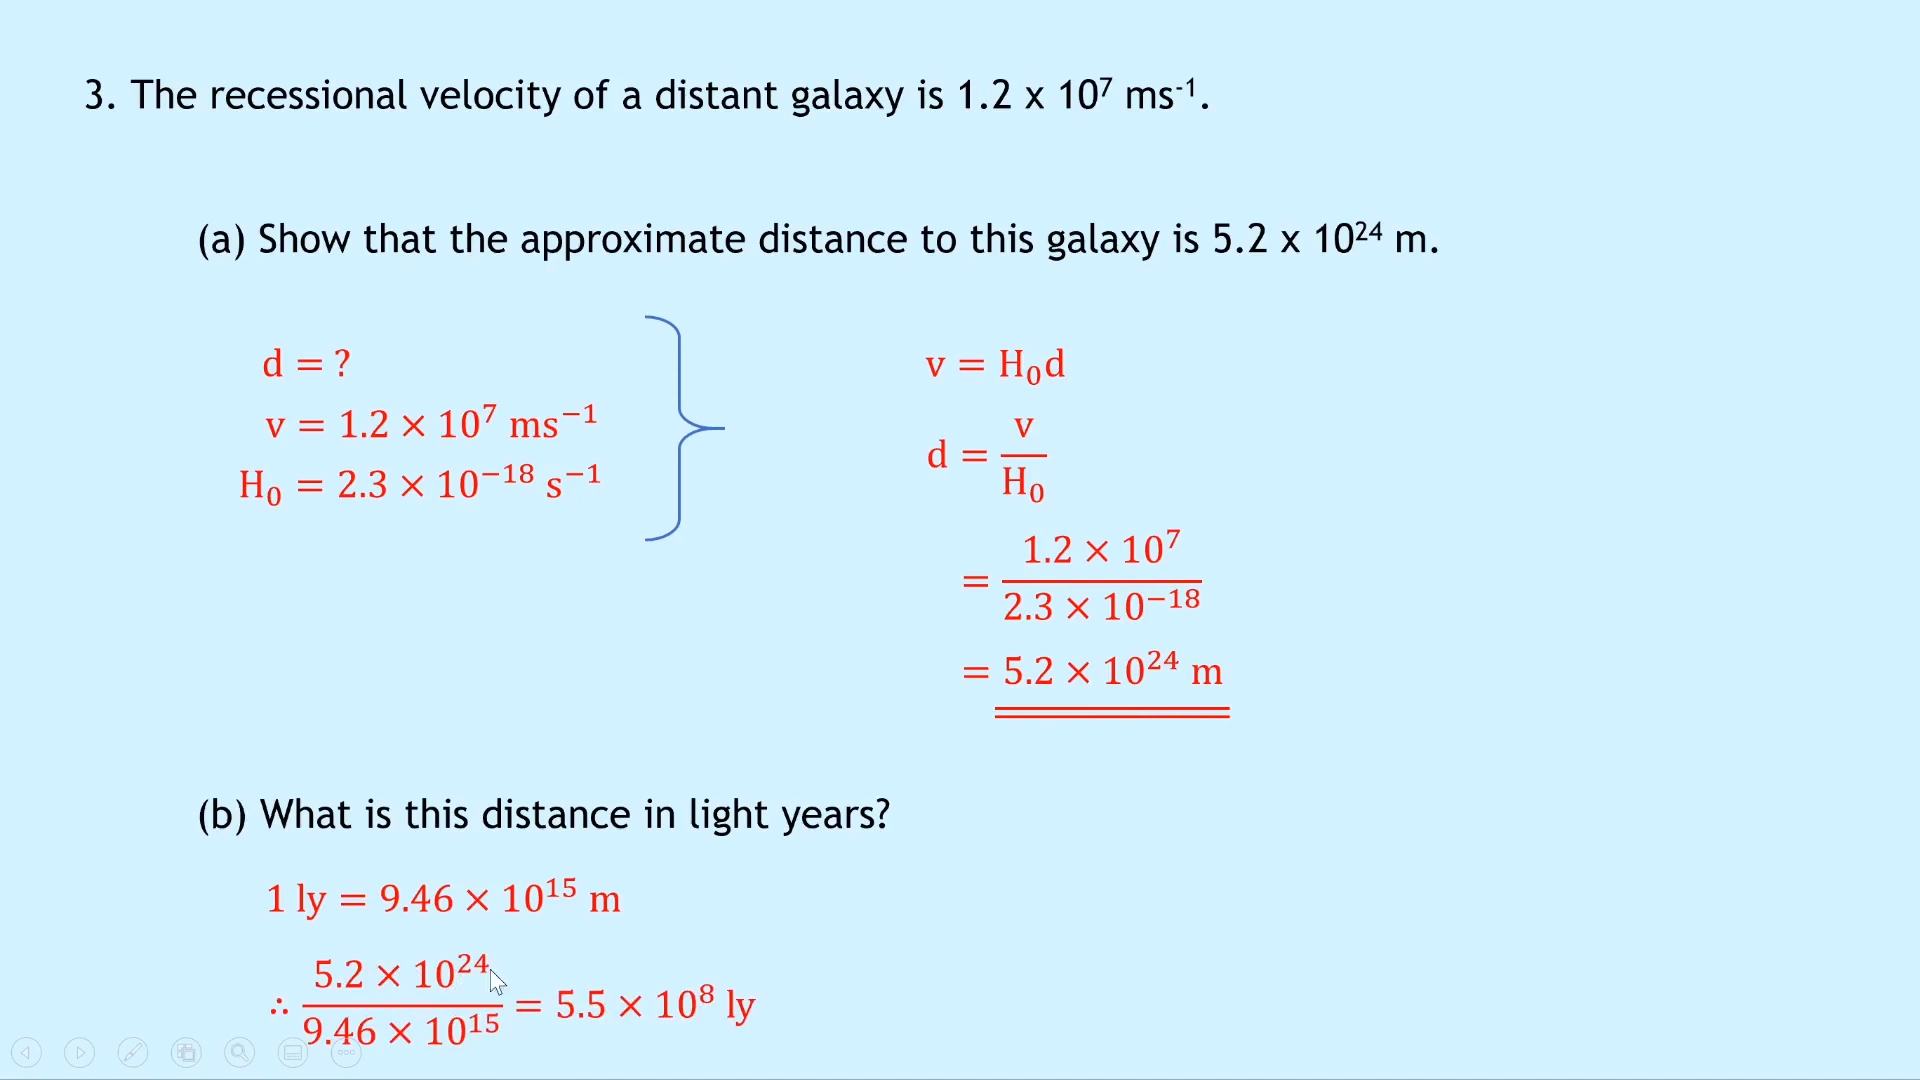 3. The recessional velocity of a distant galaxy is 1.2 x 10⁷ ms⁻¹.
(a) Show that the approximate distance to this galaxy is 5.2 x 10²⁴ m.
d = ?
v = 1.2 × 10⁷ ms⁻¹
H₀ = 2.3 × 10⁻¹⁸ s⁻¹
v = H₀d
d = v/H₀
= 1.2 × 10⁷ / 2.3 × 10⁻¹⁸
= 5.2 × 10²⁴ m
(b) What is this distance in light years?
1 ly = 9.46 × 10¹⁵ m
∴ 5.2 × 10²⁴ / 9.46 × 10¹⁵ = 5.5 × 10⁸ ly